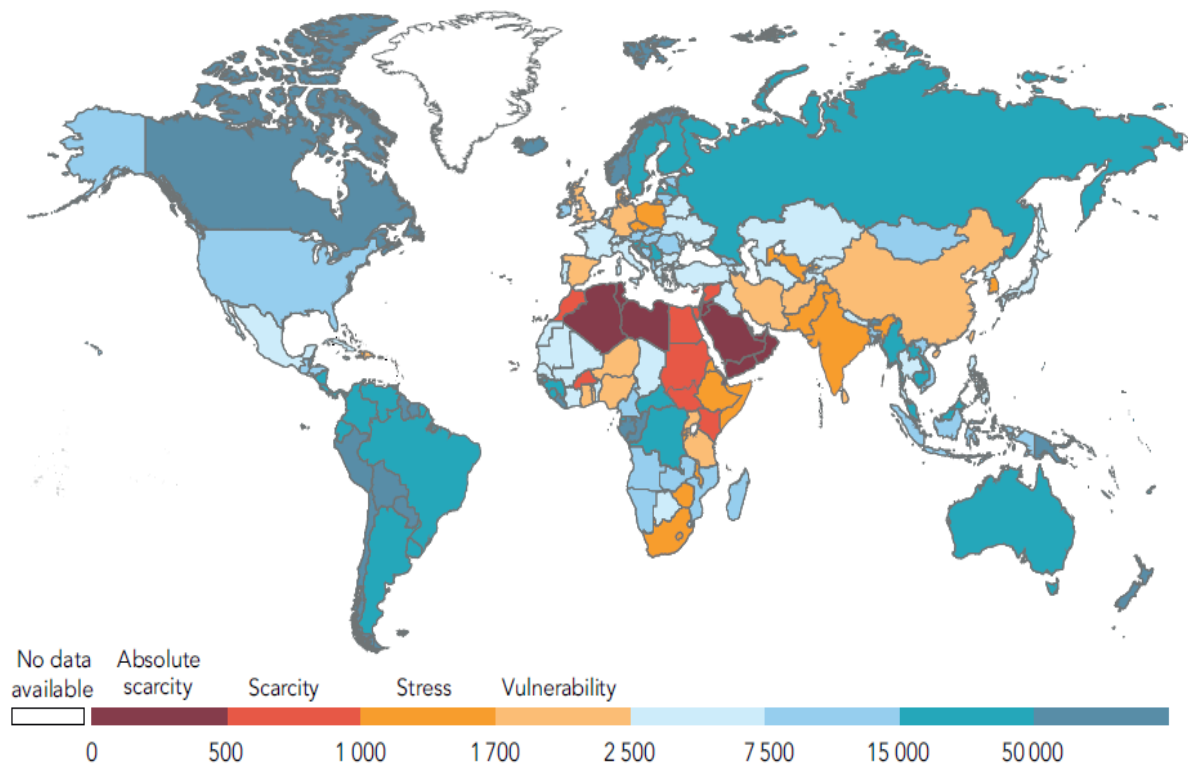 No data
available
Absolute
scarcity
Scarcity
Stress
Vulnerability
0
500
1 000
1 700
2 500
7 500
15 000
50 000